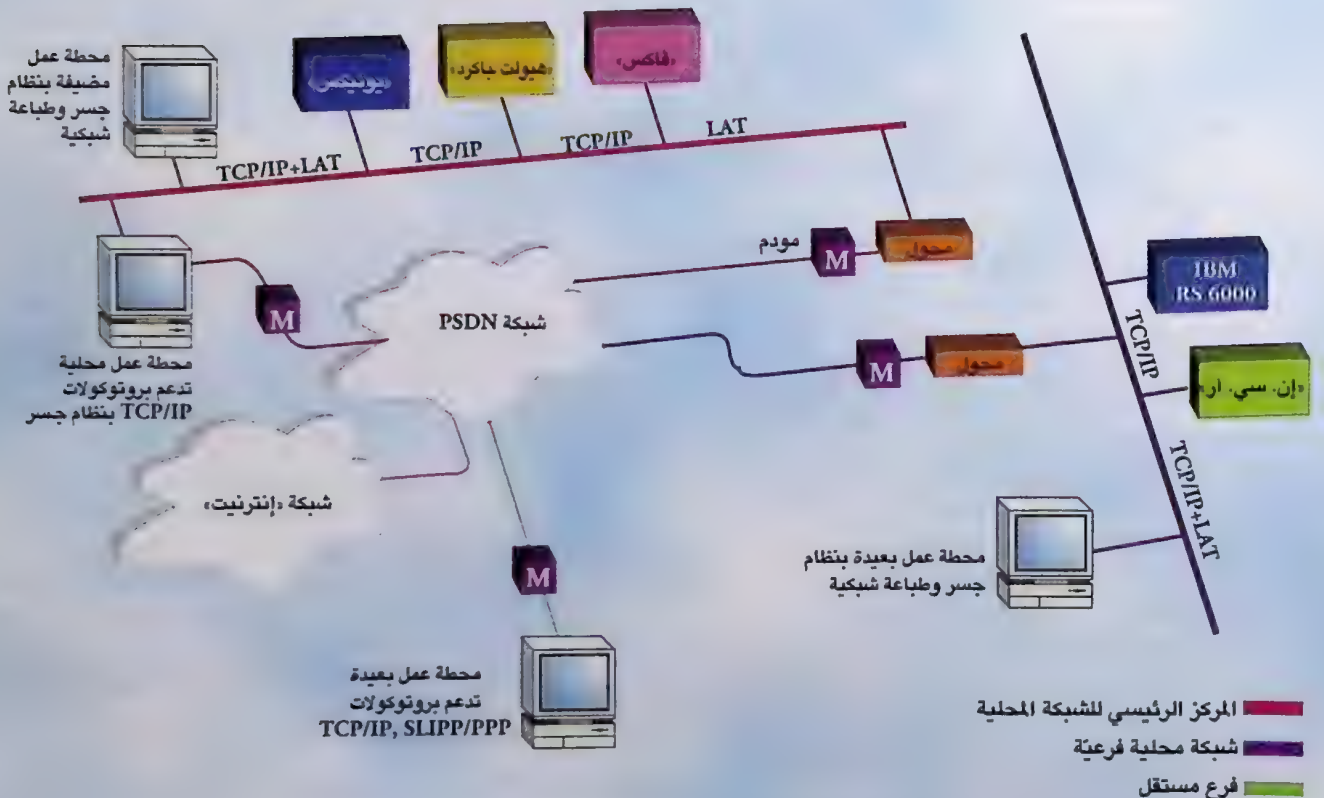 محطة عمل
مضيفة بنظام
جسر وطباعة
شبكية
«يونيكس»
«هيولت باكرد»
«فاكس»
TCP/IP+LAT
TCP/IP
TCP/IP
LAT
مودم
M
محول
M
شبكة PSDN
M
محول
IBM
RS 6000
TCP/IP
«إن. سي. آر»
TCP/IP+LAT
محطة عمل محلية
تدعم بروتوكولات
TCP/IP بنظام جسر
شبكة «إنترنيت»
M
محطة عمل بعيدة بنظام
جسر وطباعة شبكية
محطة عمل بعيدة
تدعم بروتوكولات
TCP/IP, SLIPP/PPP
المركز الرئيسي للشبكة المحلية
شبكة محلية فرعيّة
فرع مستقل